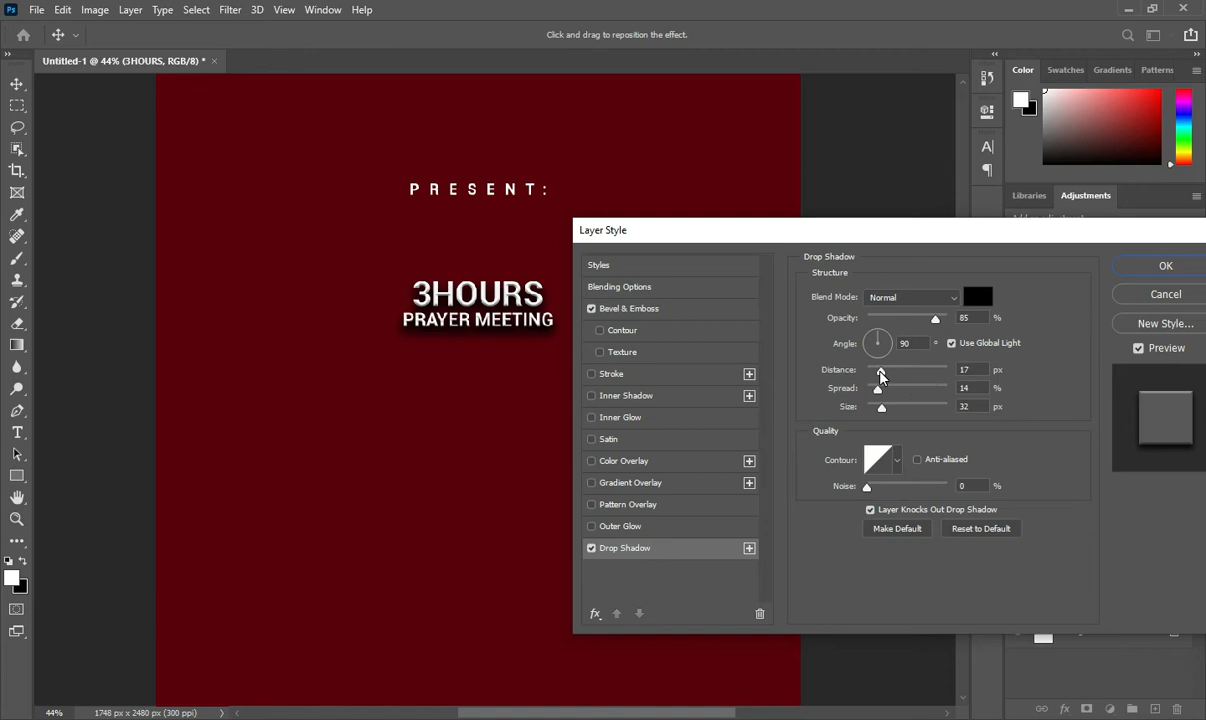 Ps File Edit Image Layer Type Select Filter 3D View Window Help
Click and drag to reposition the effect.
Untitled-1 @ 44% (3HOURS, RGB/8) *
Color Swatches Gradients Patterns
Libraries Adjustments
PRESENT:
3HOURS
PRAYER MEETING
Layer Style
Styles
Blending Options
Bevel & Emboss
Contour
Texture
Stroke
Inner Shadow
Inner Glow
Satin
Color Overlay
Gradient Overlay
Pattern Overlay
Outer Glow
Drop Shadow
fx
Drop Shadow
Structure
Blend Mode: Normal
Opacity: 85 %
Angle: 90 ° Use Global Light
Distance: 17 px
Spread: 14 %
Size: 32 px
Quality
Contour: Anti-aliased
Noise: 0 %
Layer Knocks Out Drop Shadow
Make Default Reset to Default
OK
Cancel
New Style...
Preview
44% 1748 px x 2480 px (300 ppi)
fx